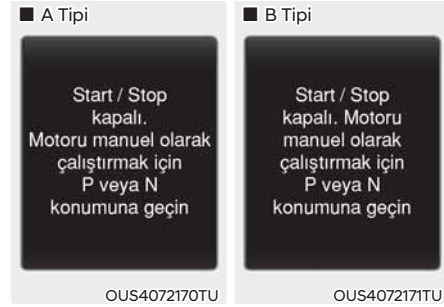 ■ A Tipi
Start / Stop
kapalı.
Motoru manuel olarak
çalıştırmak için
P veya N
konumuna geçin
OUS4072170TU
■ B Tipi
Start / Stop
kapalı. Motoru
manuel olarak
çalıştırmak için
P veya N
konumuna geçin
OUS4072171TU